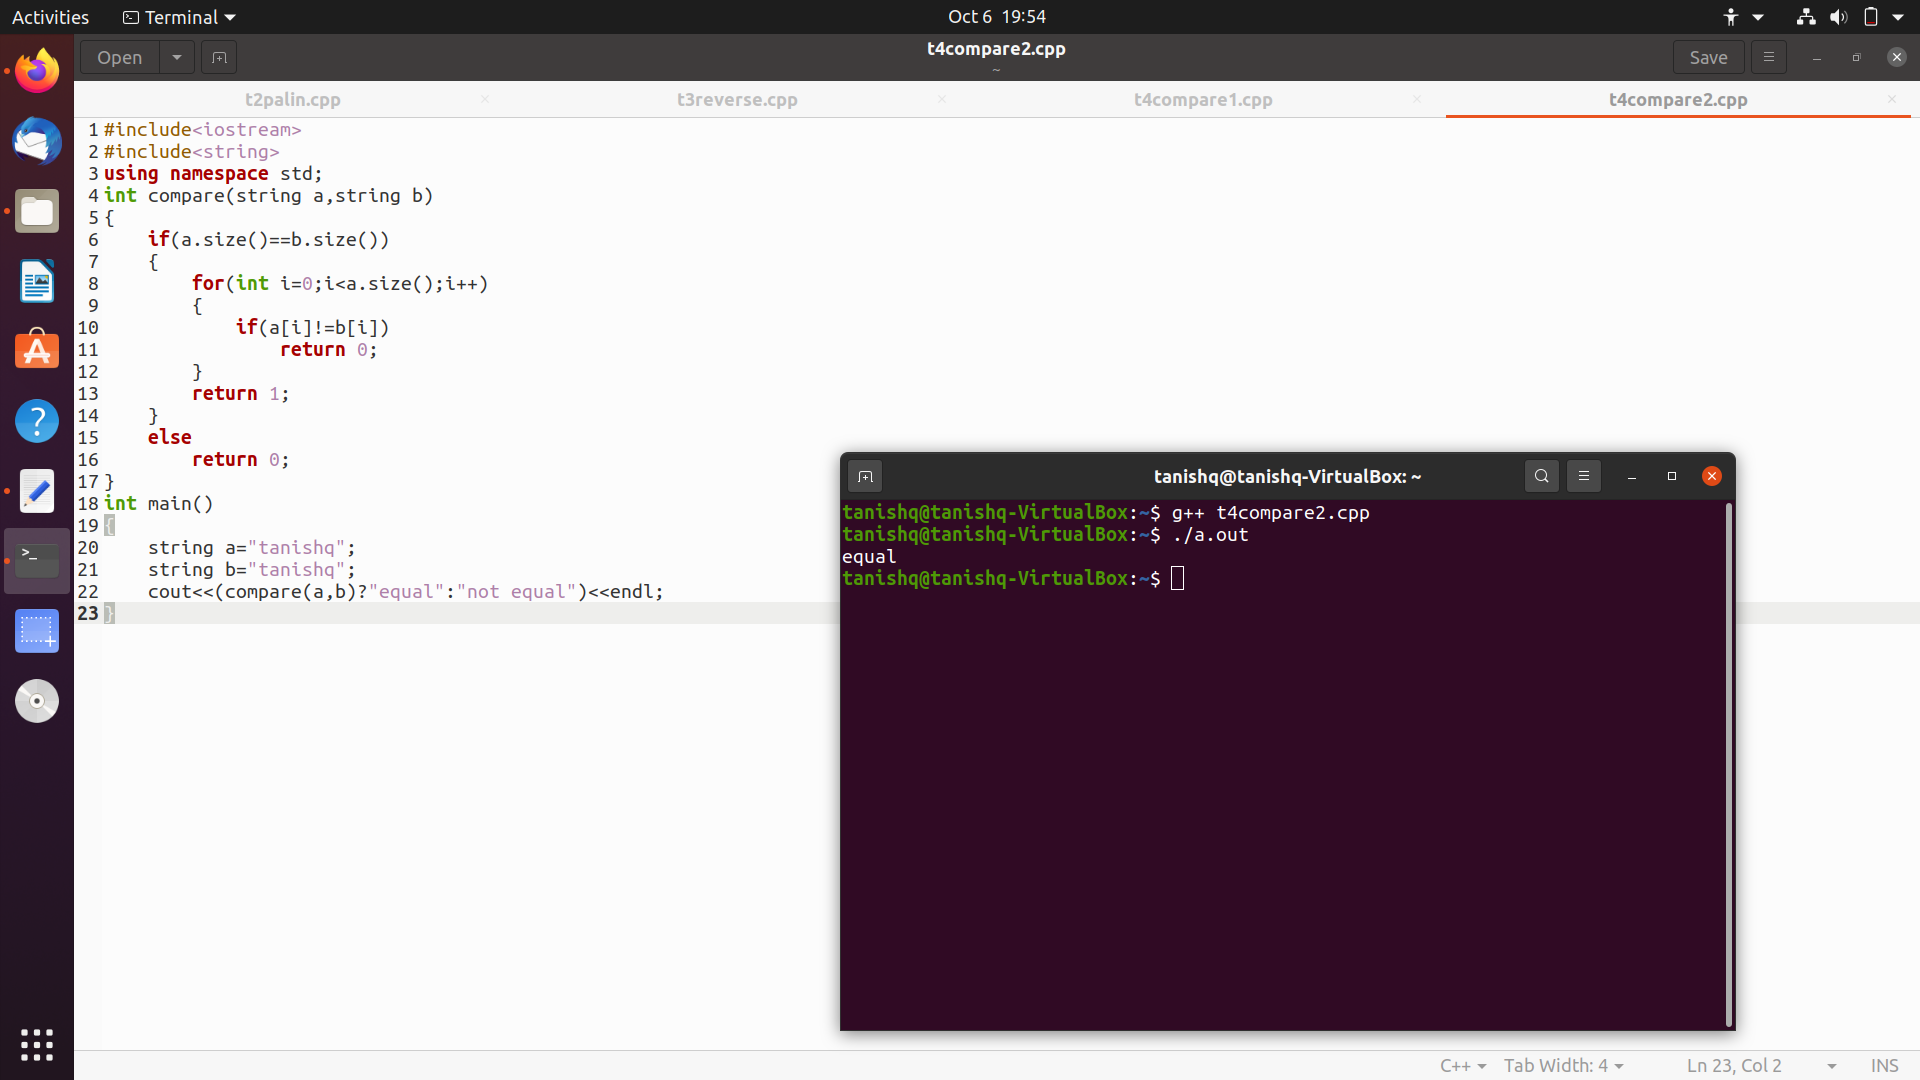 Activities
Terminal
Oct 6 19:54
Open
t4compare2.cpp
~
Save
t2palin.cpp
t3reverse.cpp
t4compare1.cpp
t4compare2.cpp
1 #include<iostream>
2 #include<string>
3 using namespace std;
4 int compare(string a,string b)
5 {
6     if(a.size()==b.size())
7     {
8         for(int i=0;i<a.size();i++)
9         {
10             if(a[i]!=b[i])
11                 return 0;
12         }
13         return 1;
14     }
15     else
16         return 0;
17 }
18 int main()
19 {
20     string a="tanishq";
21     string b="tanishq";
22     cout<<(compare(a,b)?"equal":"not equal")<<endl;
23 }
tanishq@tanishq-VirtualBox: ~
tanishq@tanishq-VirtualBox:~$ g++ t4compare2.cpp
tanishq@tanishq-VirtualBox:~$ ./a.out
equal
tanishq@tanishq-VirtualBox:~$
C++
Tab Width: 4
Ln 23, Col 2
INS